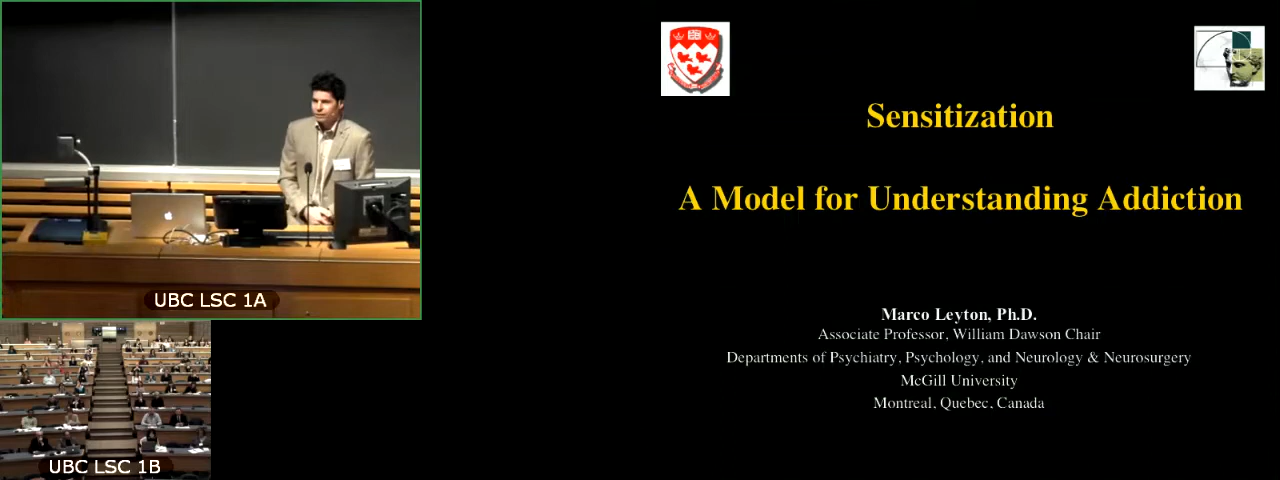 UBC LSC 1A
UBC LSC 1B
Sensitization
A Model for Understanding Addiction
Marco Leyton, Ph.D.
Associate Professor, William Dawson Chair
Departments of Psychiatry, Psychology, and Neurology & Neurosurgery
McGill University
Montreal, Quebec, Canada